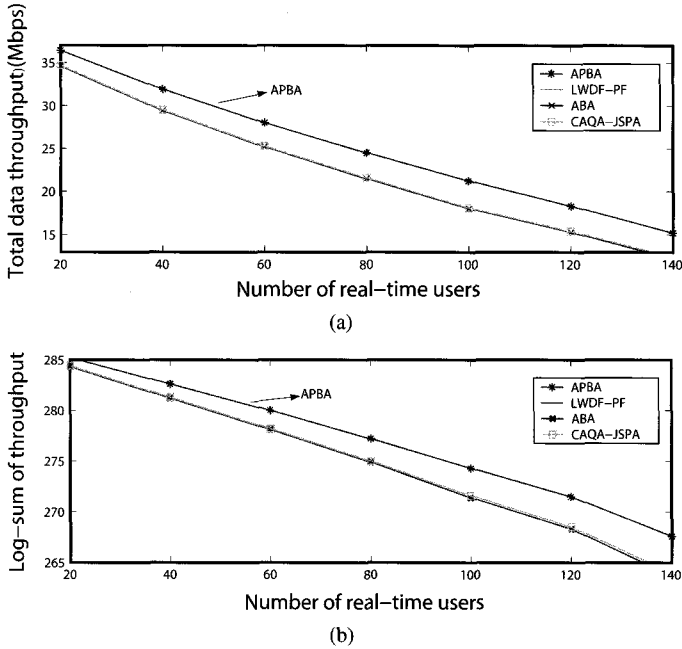 Total data throughput (Mbps)
35
30
25
20
15
APBA
APBA
LWDF-PF
ABA
CAQA-JSPA
20 40 60 80 100 120 140
Number of real-time users
(a)
Log-sum of throughput
285
280
275
270
265
APBA
APBA
LWDF-PF
ABA
CAQA-JSPA
20 40 60 80 100 120 140
Number of real-time users
(b)